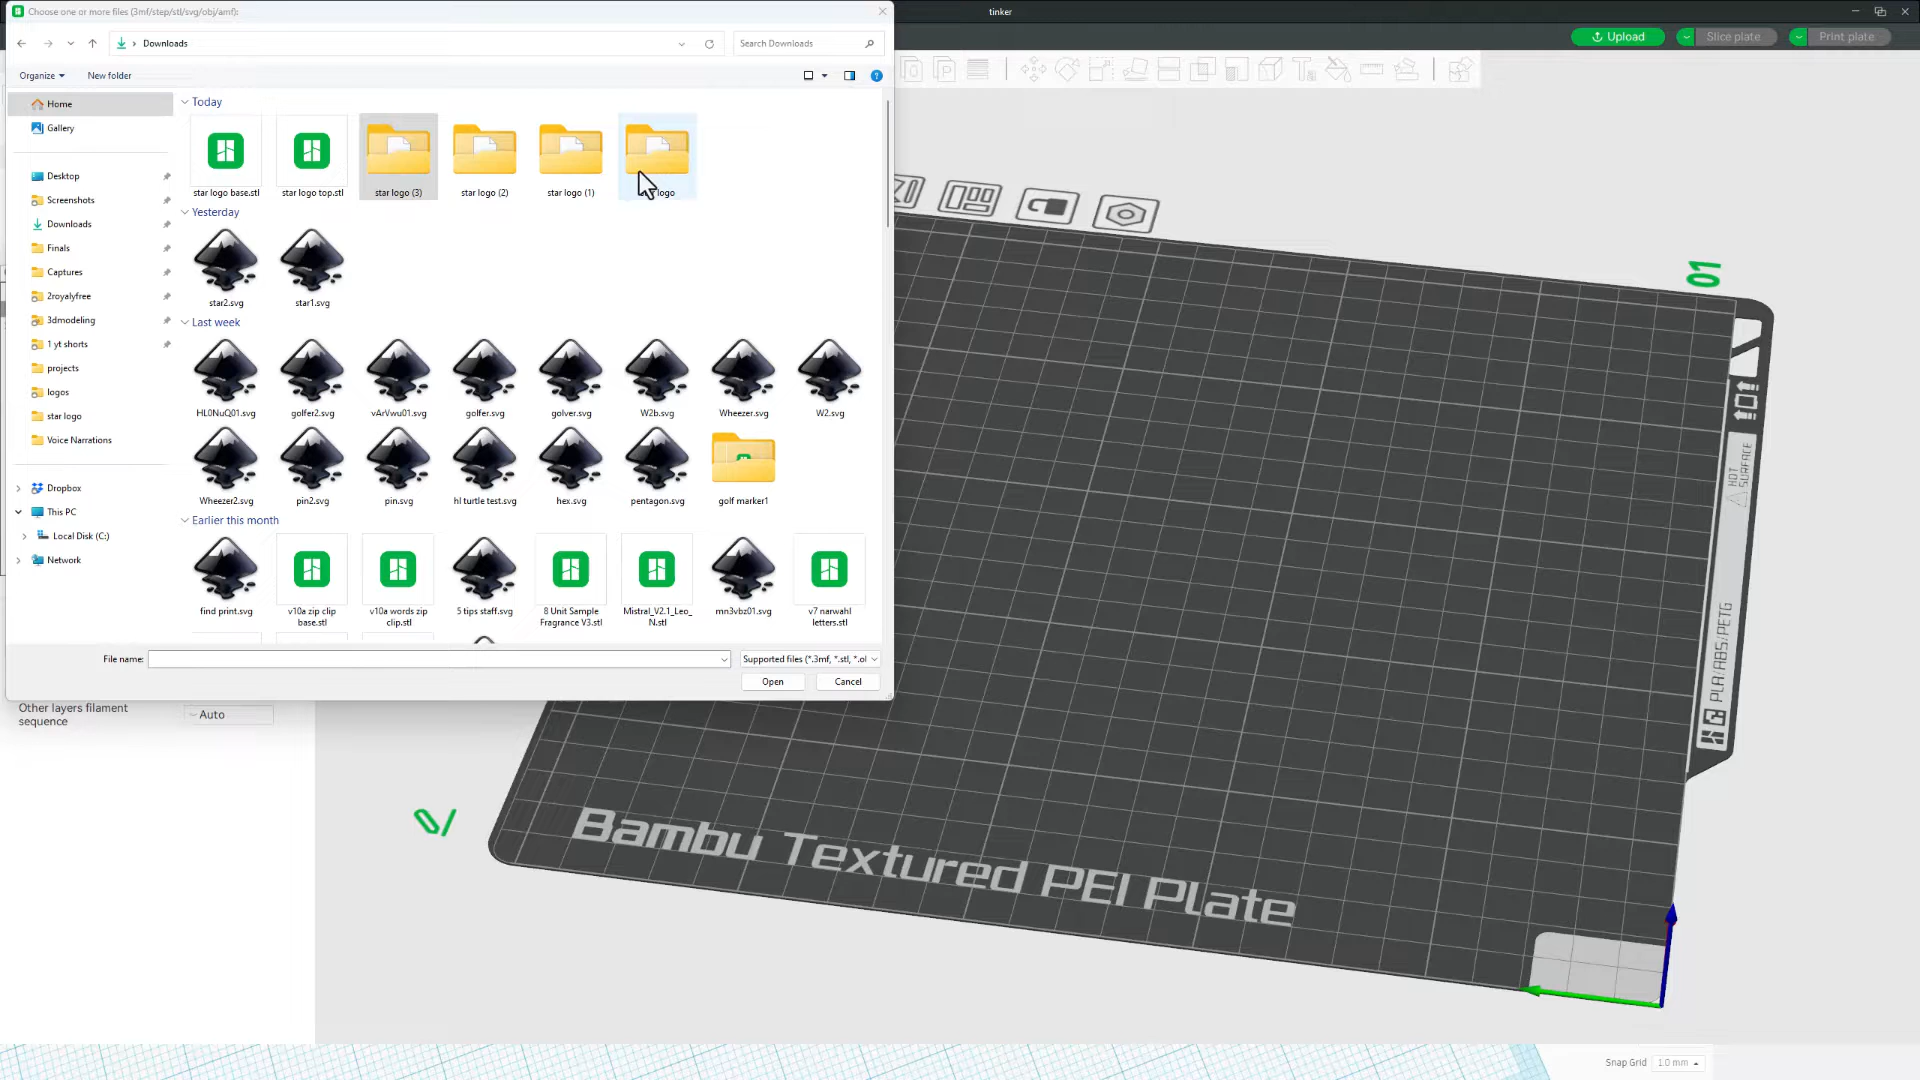 Choose one or more files (3mf/step/stl/svg/obj/amf):
tinker
Downloads
Search Downloads
Upload
Slice plate
Print plate
Organize
New folder
Home
Gallery
Desktop
Screenshots
Downloads
Finals
Captures
2royalyfree
3dmodeling
1 yt shorts
projects
logos
star logo
Voice Narrations
Dropbox
This PC
Local Disk (C:)
Network
Today
star logo base.stl
star logo top.stl
star logo (3)
star logo (2)
star logo (1)
logo
Yesterday
star2.svg
star1.svg
Last week
HL0NuQ01.svg
golfer2.svg
vArVwu01.svg
golfer.svg
golver.svg
W2b.svg
Wheezer.svg
W2.svg
Wheezer2.svg
pin2.svg
pin.svg
hl turtle test.svg
hex.svg
pentagon.svg
golf marker1
Earlier this month
find print.svg
v10a zip clip base.stl
v10a words zip clip.stl
5 tips staff.svg
8 Unit Sample Fragrance V3.stl
Mistral_V2.1_Leo_N.stl
mn3vbz01.svg
v7 narwahl letters.stl
File name:
Supported files (*.3mf, *.stl, *.ol
Open
Cancel
Other layers filament
sequence
Auto
01
HOT
SURFACE
PLA/ABS/PETG
Bambu Textured PEI Plate
Snap Grid
1.0 mm